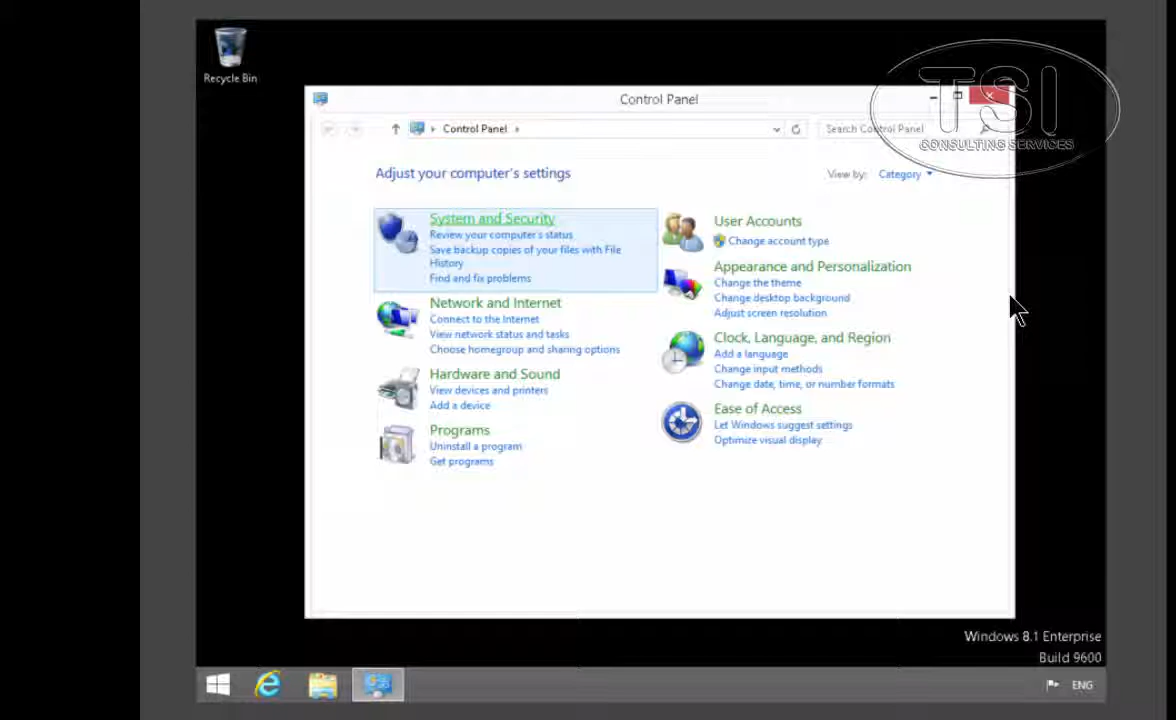 Recycle Bin
TSI
CONSULTING SERVICES
Control Panel
Control Panel
Search Control Panel
Adjust your computer's settings
View by: Category
System and Security
Review your computer's status
Save backup copies of your files with File
History
Find and fix problems
Network and Internet
Connect to the Internet
View network status and tasks
Choose homegroup and sharing options
Hardware and Sound
View devices and printers
Add a device
Programs
Uninstall a program
Get programs
User Accounts
Change account type
Appearance and Personalization
Change the theme
Change desktop background
Adjust screen resolution
Clock, Language, and Region
Add a language
Change input methods
Change date, time, or number formats
Ease of Access
Let Windows suggest settings
Optimize visual display
Windows 8.1 Enterprise
Build 9600
ENG